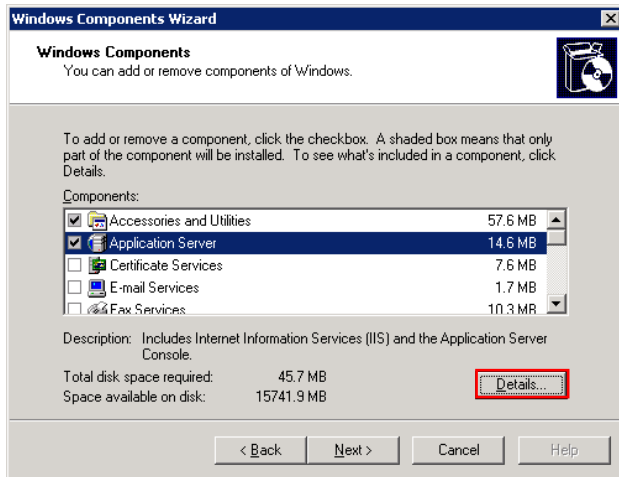 Windows Components Wizard
Windows Components
You can add or remove components of Windows.
To add or remove a component, click the checkbox. A shaded box means that only
part of the component will be installed. To see what's included in a component, click
Details.
Components:
Accessories and Utilities 57.6 MB
Application Server 14.6 MB
Certificate Services 7.6 MB
E-mail Services 1.7 MB
Fax Services 10.3 MB
Description: Includes Internet Information Services (IIS) and the Application Server
Console.
Total disk space required: 45.7 MB
Space available on disk: 15741.9 MB
Details...
< Back Next > Cancel Help